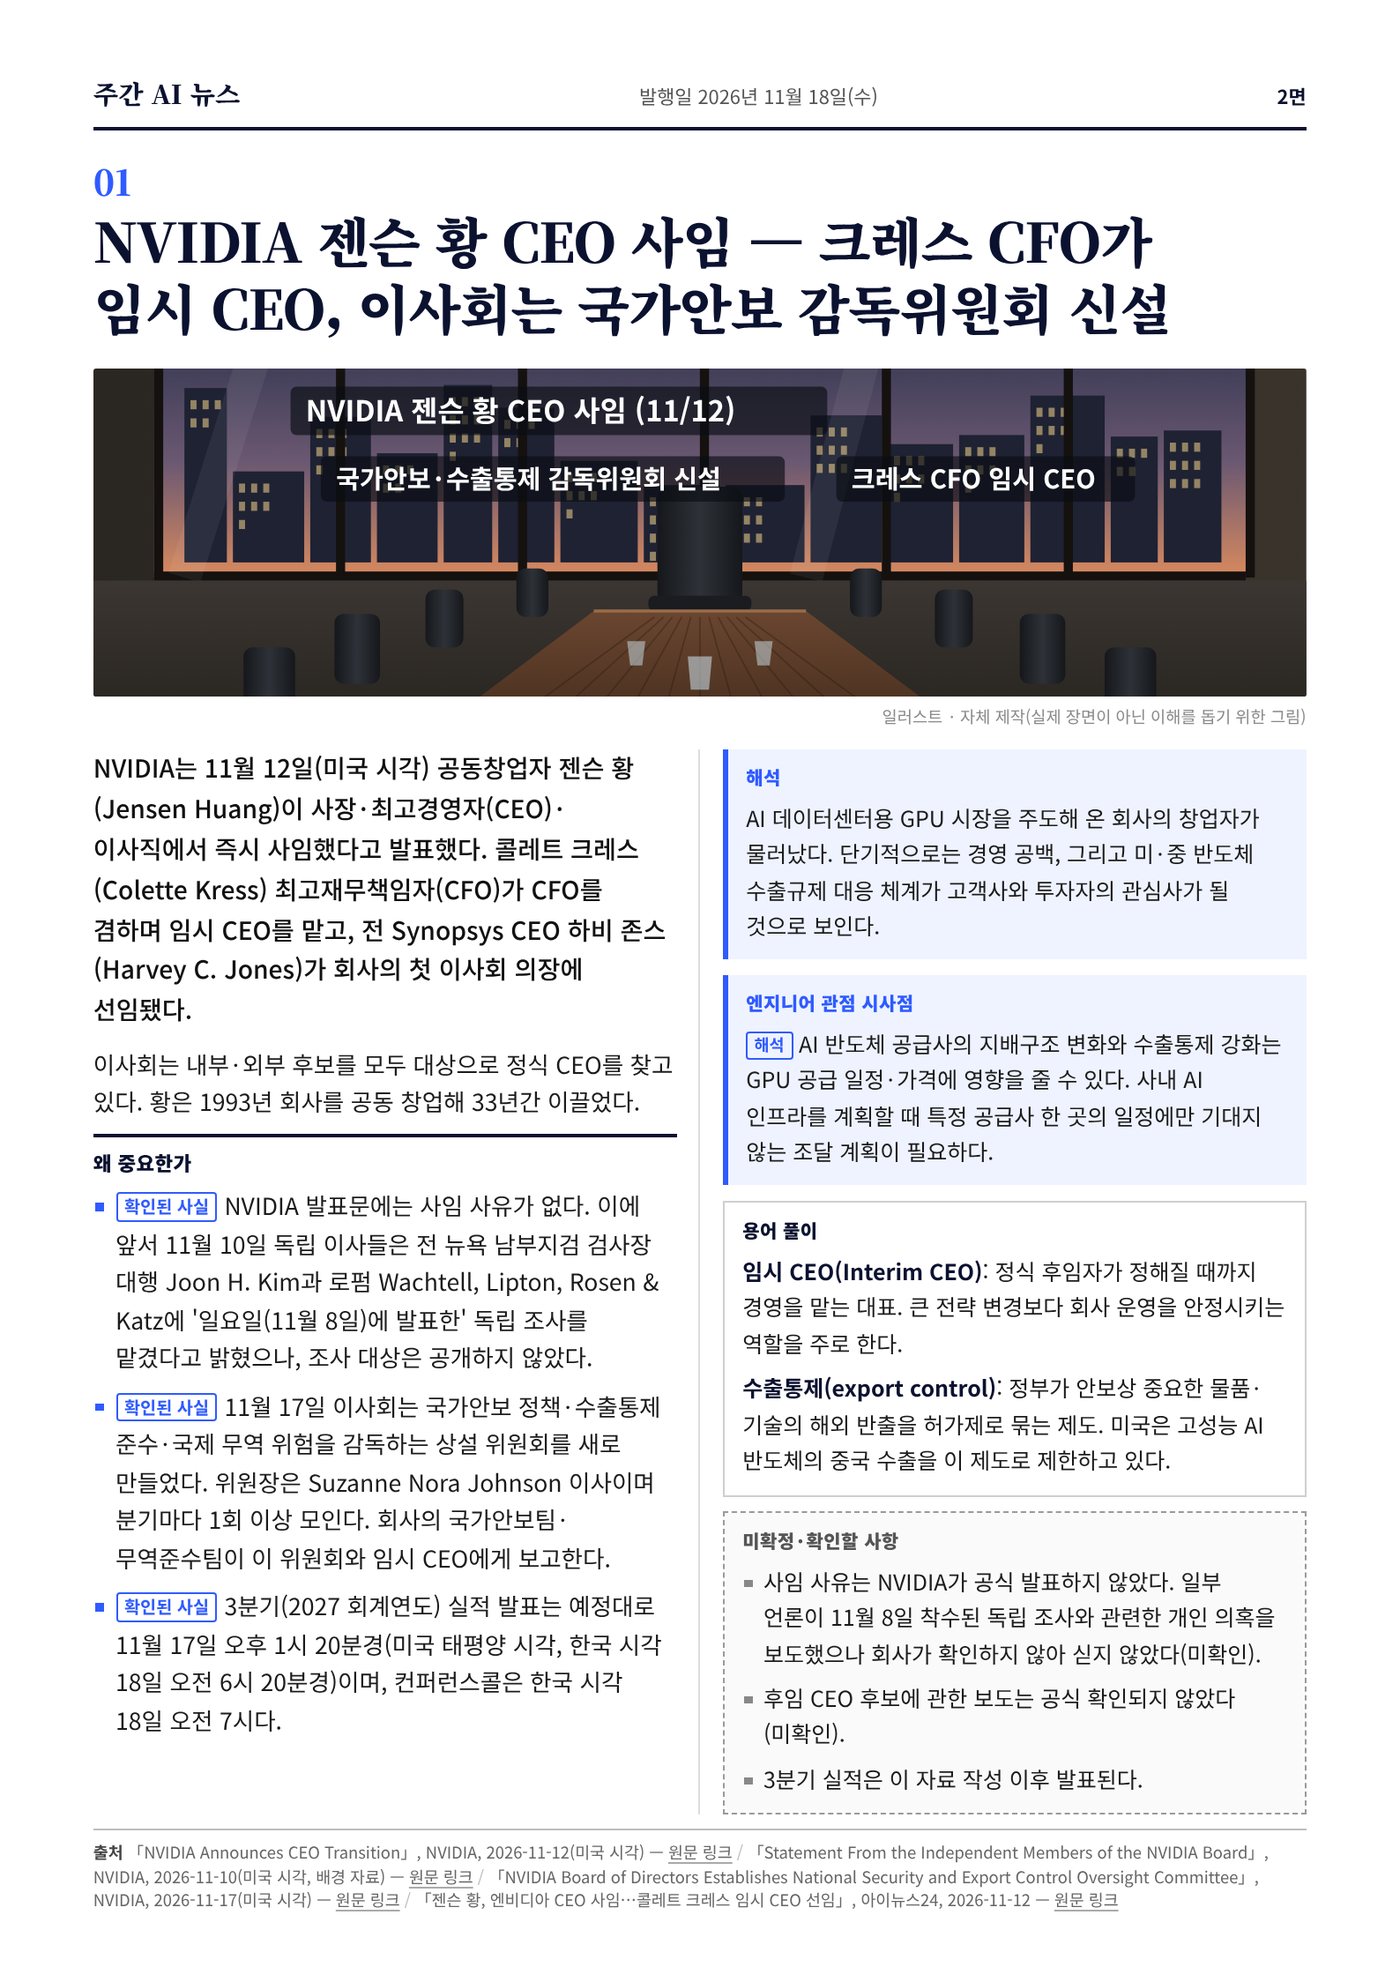 주간 AI 뉴스
발행일 2026년 11월 18일(수)
2면
01
NVIDIA 젠슨 황 CEO 사임 — 크레스 CFO가
임시 CEO, 이사회는 국가안보 감독위원회 신설
NVIDIA 젠슨 황 CEO 사임 (11/12)
국가안보·수출통제 감독위원회 신설
크레스 CFO 임시 CEO
일러스트 · 자체 제작(실제 장면이 아닌 이해를 돕기 위한 그림)
NVIDIA는 11월 12일(미국 시각) 공동창업자 젠슨 황
(Jensen Huang)이 사장·최고경영자(CEO)·
이사직에서 즉시 사임했다고 발표했다. 콜레트 크레스
(Colette Kress) 최고재무책임자(CFO)가 CFO를
겸하며 임시 CEO를 맡고, 전 Synopsys CEO 하비 존스
(Harvey C. Jones)가 회사의 첫 이사회 의장에
선임됐다.
이사회는 내부·외부 후보를 모두 대상으로 정식 CEO를 찾고
있다. 황은 1993년 회사를 공동 창업해 33년간 이끌었다.
왜 중요한가
확인된 사실 NVIDIA 발표문에는 사임 사유가 없다. 이에
앞서 11월 10일 독립 이사들은 전 뉴욕 남부지검 검사장
대행 Joon H. Kim과 로펌 Wachtell, Lipton, Rosen &
Katz에 '일요일(11월 8일)에 발표한' 독립 조사를
맡겼다고 밝혔으나, 조사 대상은 공개하지 않았다.
확인된 사실 11월 17일 이사회는 국가안보 정책·수출통제
준수·국제 무역 위험을 감독하는 상설 위원회를 새로
만들었다. 위원장은 Suzanne Nora Johnson 이사이며
분기마다 1회 이상 모인다. 회사의 국가안보팀·
무역준수팀이 이 위원회와 임시 CEO에게 보고한다.
확인된 사실 3분기(2027 회계연도) 실적 발표는 예정대로
11월 17일 오후 1시 20분경(미국 태평양 시각, 한국 시각
18일 오전 6시 20분경)이며, 컨퍼런스콜은 한국 시각
18일 오전 7시다.
해석
AI 데이터센터용 GPU 시장을 주도해 온 회사의 창업자가
물러났다. 단기적으로는 경영 공백, 그리고 미·중 반도체
수출규제 대응 체계가 고객사와 투자자의 관심사가 될
것으로 보인다.
엔지니어 관점 시사점
해석 AI 반도체 공급사의 지배구조 변화와 수출통제 강화는
GPU 공급 일정·가격에 영향을 줄 수 있다. 사내 AI
인프라를 계획할 때 특정 공급사 한 곳의 일정에만 기대지
않는 조달 계획이 필요하다.
용어 풀이
임시 CEO(Interim CEO): 정식 후임자가 정해질 때까지
경영을 맡는 대표. 큰 전략 변경보다 회사 운영을 안정시키는
역할을 주로 한다.
수출통제(export control): 정부가 안보상 중요한 물품·
기술의 해외 반출을 허가제로 묶는 제도. 미국은 고성능 AI
반도체의 중국 수출을 이 제도로 제한하고 있다.
미확정·확인할 사항
사임 사유는 NVIDIA가 공식 발표하지 않았다. 일부
언론이 11월 8일 착수된 독립 조사와 관련한 개인 의혹을
보도했으나 회사가 확인하지 않아 싣지 않았다(미확인).
후임 CEO 후보에 관한 보도는 공식 확인되지 않았다
(미확인).
3분기 실적은 이 자료 작성 이후 발표된다.
출처 「NVIDIA Announces CEO Transition」, NVIDIA, 2026-11-12(미국 시각) — 원문 링크 / 「Statement From the Independent Members of the NVIDIA Board」,
NVIDIA, 2026-11-10(미국 시각, 배경 자료) — 원문 링크 / 「NVIDIA Board of Directors Establishes National Security and Export Control Oversight Committee」,
NVIDIA, 2026-11-17(미국 시각) — 원문 링크 / 「젠슨 황, 엔비디아 CEO 사임…콜레트 크레스 임시 CEO 선임」, 아이뉴스24, 2026-11-12 — 원문 링크